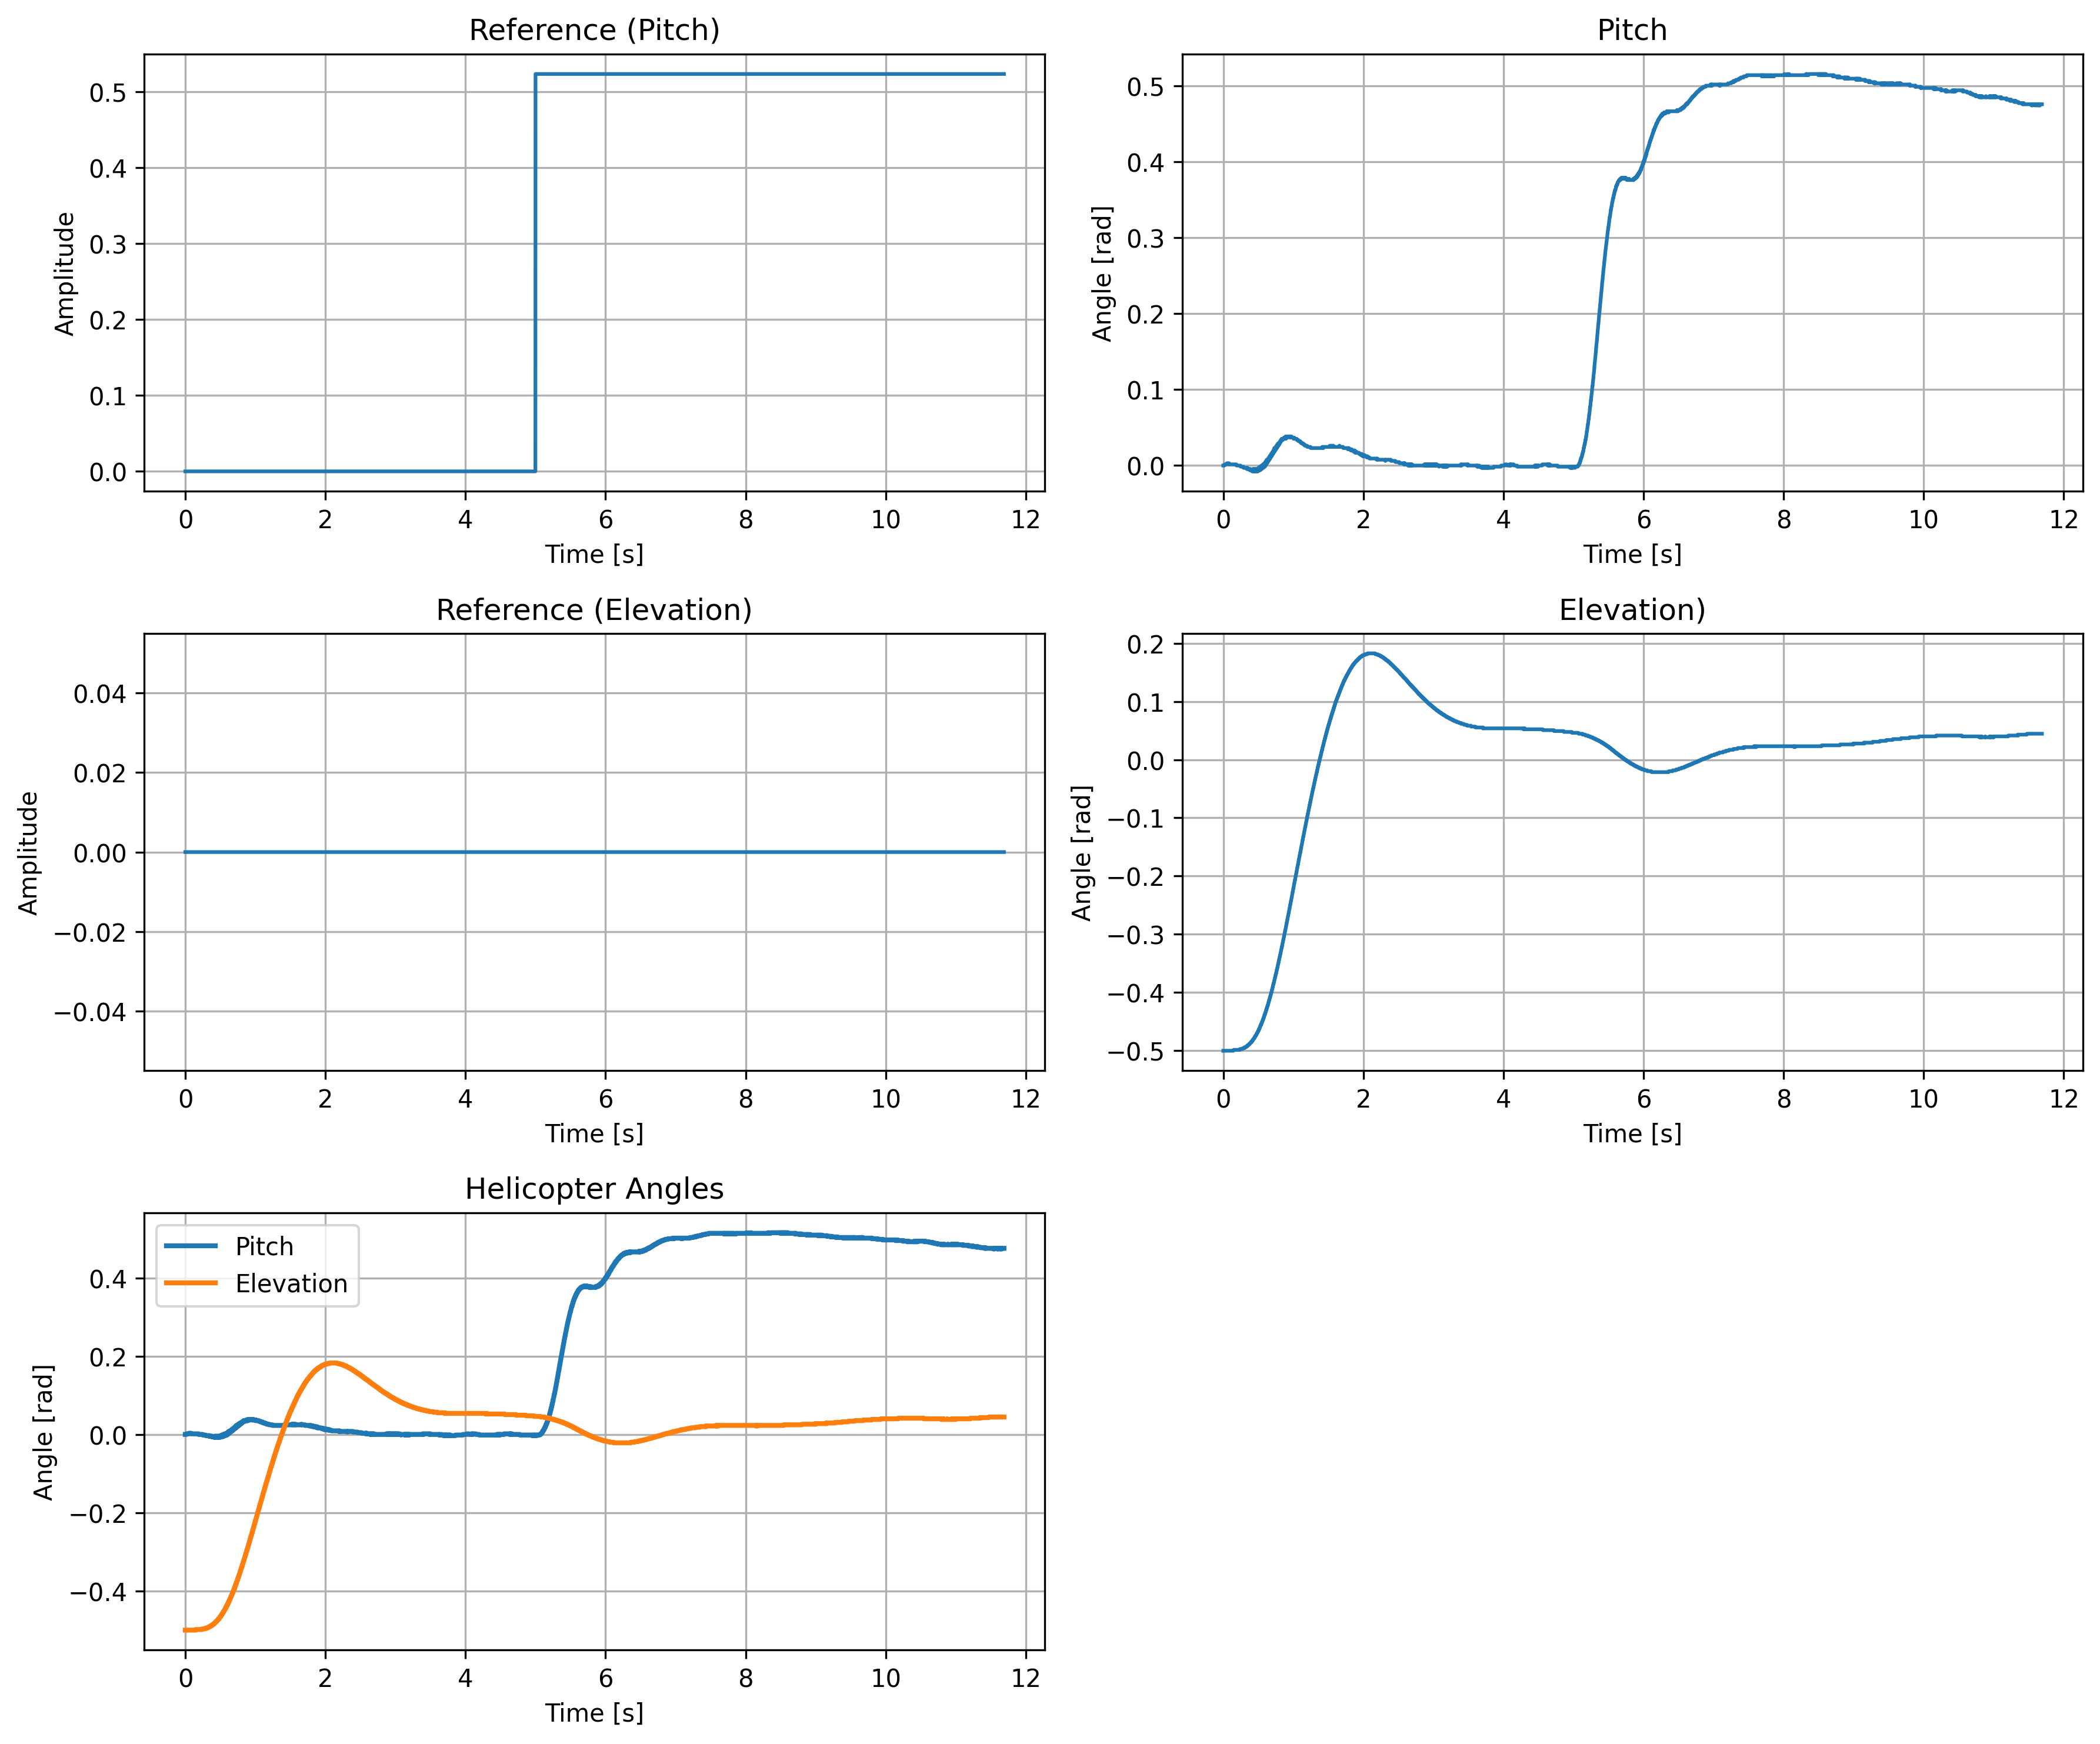 Reference (Pitch)
Amplitude
0.5
0.4
0.3
0.2
0.1
0.0
0 2 4 6 8 10 12
Time [s]
Pitch
Angle [rad]
0.5
0.4
0.3
0.2
0.1
0.0
0 2 4 6 8 10 12
Time [s]
Reference (Elevation)
Amplitude
0.04
0.02
0.00
−0.02
−0.04
0 2 4 6 8 10 12
Time [s]
Elevation)
Angle [rad]
0.2
0.1
0.0
−0.1
−0.2
−0.3
−0.4
−0.5
0 2 4 6 8 10 12
Time [s]
Helicopter Angles
Pitch
Elevation
Angle [rad]
0.4
0.2
0.0
−0.2
−0.4
0 2 4 6 8 10 12
Time [s]